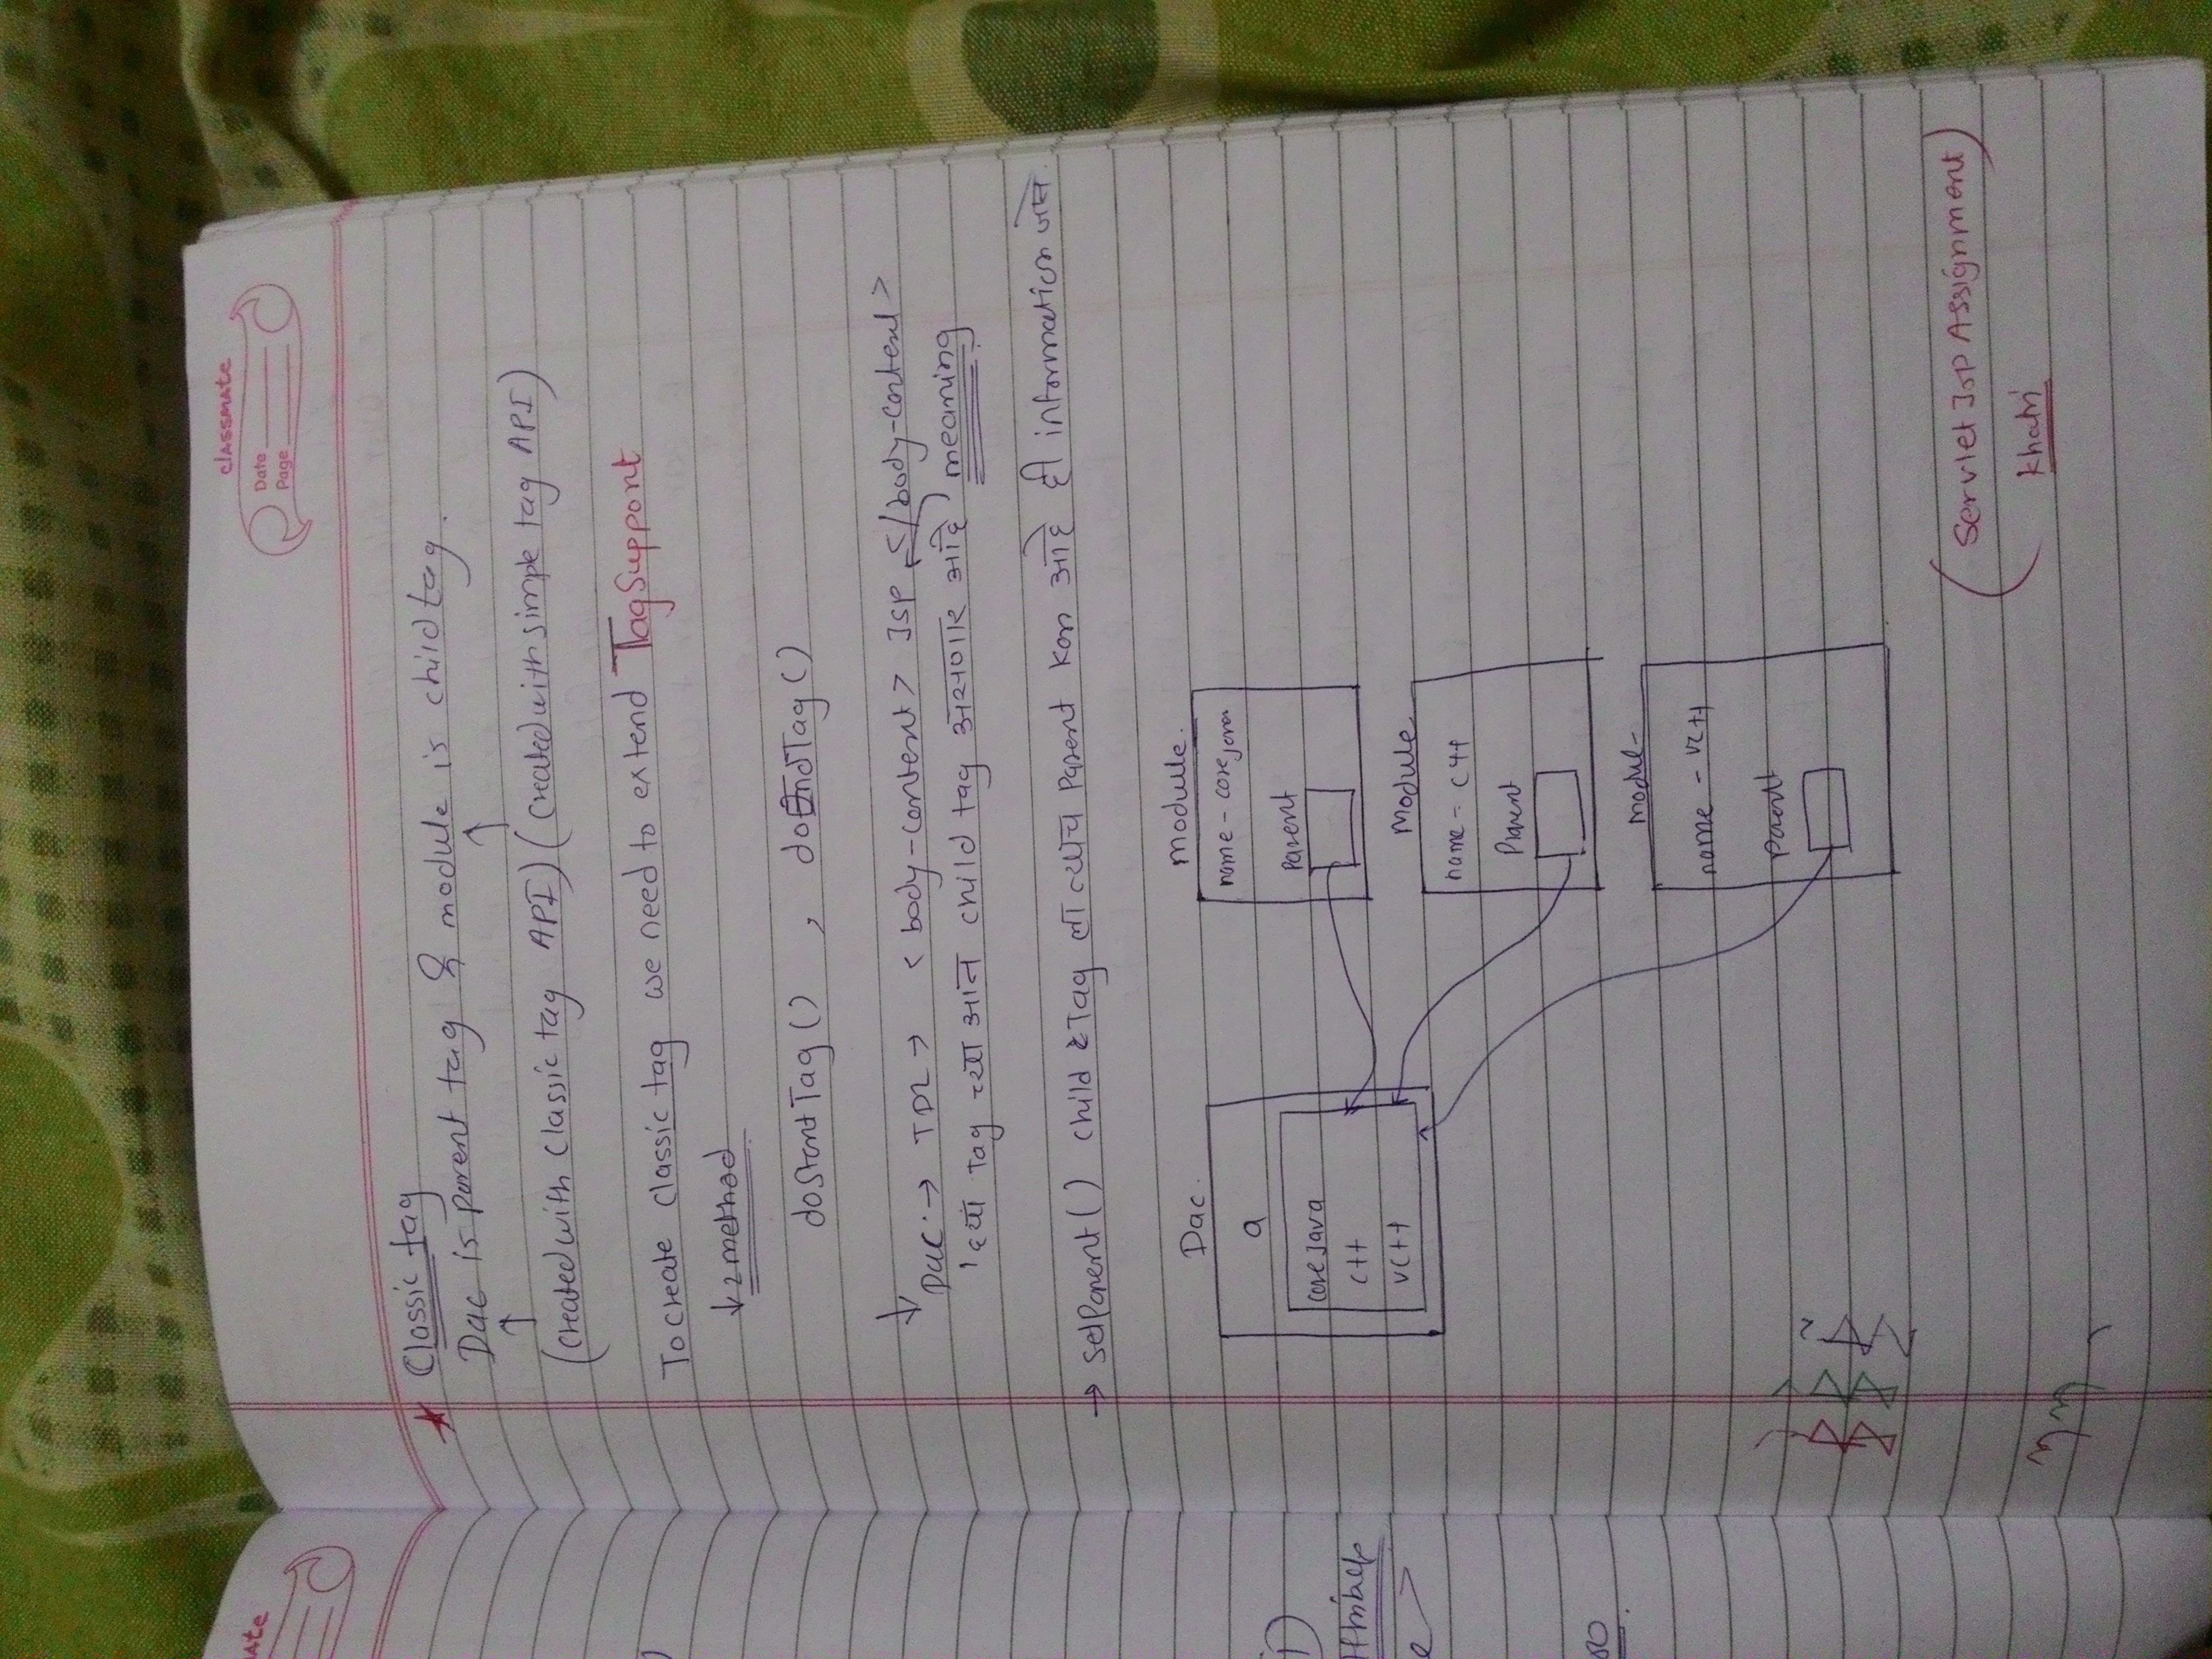 classmate
Date
Page
Classic tag
Dac is parent tag & module is child tag.
(created with classic tag API) (created with simple tag API)
To create classic tag we need to extend TagSupport
↓ 2 method
doStartTag() , doEndTag()
↓ Dac → TDL → <body-content> JSP </body-content>
ह्या Tag च्या आत child tag असणार आहे meaning
→ setParent() child Tag ला त्याच Parent kon आहे ही information
Dac.
a
core Java
c++
vc++
module.
name - core java
Parent
Module
name - c++
Parent
Modul-
name - vc++
Parent
(Servlet JSP Assignment)
khatri